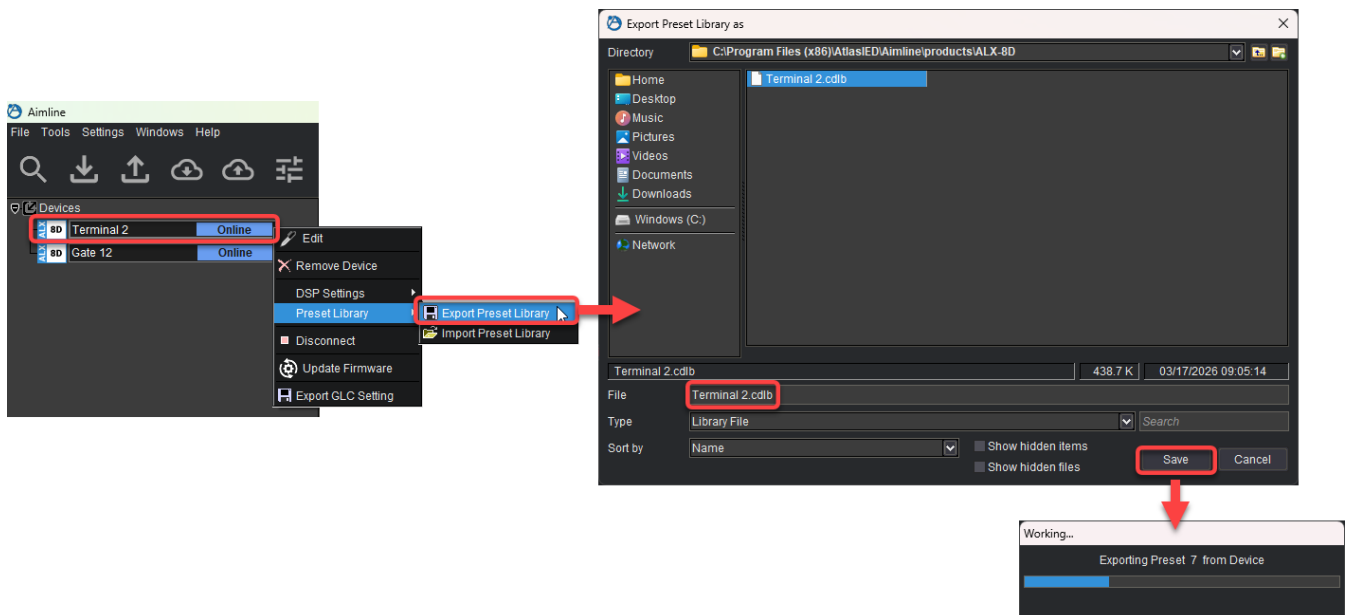 Aimline
File Tools Settings Windows Help
Devices
ALX 8D Terminal 2 Online
ALX 8D Gate 12 Online
Edit
Remove Device
DSP Settings
Preset Library
Disconnect
Update Firmware
Export GLC Setting
Export Preset Library
Import Preset Library
Export Preset Library as
Directory C:\Program Files (x86)\AtlasIED\Aimline\products\ALX-8D
Home
Desktop
Music
Pictures
Videos
Documents
Downloads
Windows (C:)
Network
Terminal 2.cdlb
Terminal 2.cdlb 438.7 K 03/17/2026 09:05:14
File Terminal 2.cdlb
Type Library File Search
Sort by Name Show hidden items
Show hidden files
Save Cancel
Working...
Exporting Preset 7 from Device